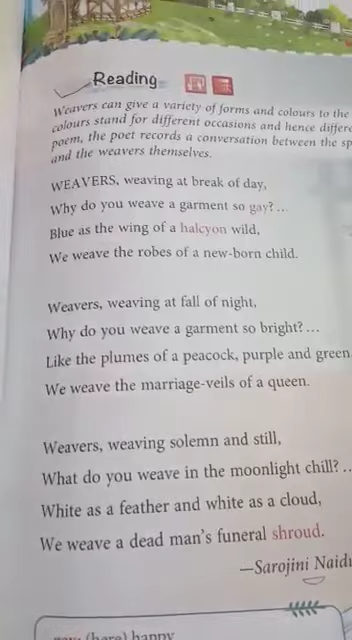 Reading
Weavers can give a variety of forms and colours to the
colours stand for different occasions and hence differe
poem, the poet records a conversation between the sp
and the weavers themselves.
WEAVERS, weaving at break of day,
Why do you weave a garment so gay?...
Blue as the wing of a halcyon wild,
We weave the robes of a new-born child.
Weavers, weaving at fall of night,
Why do you weave a garment so bright?...
Like the plumes of a peacock, purple and green
We weave the marriage-veils of a queen.
Weavers, weaving solemn and still,
What do you weave in the moonlight chill?..
White as a feather and white as a cloud,
We weave a dead man's funeral shroud.
—Sarojini Naidu
(here) happy